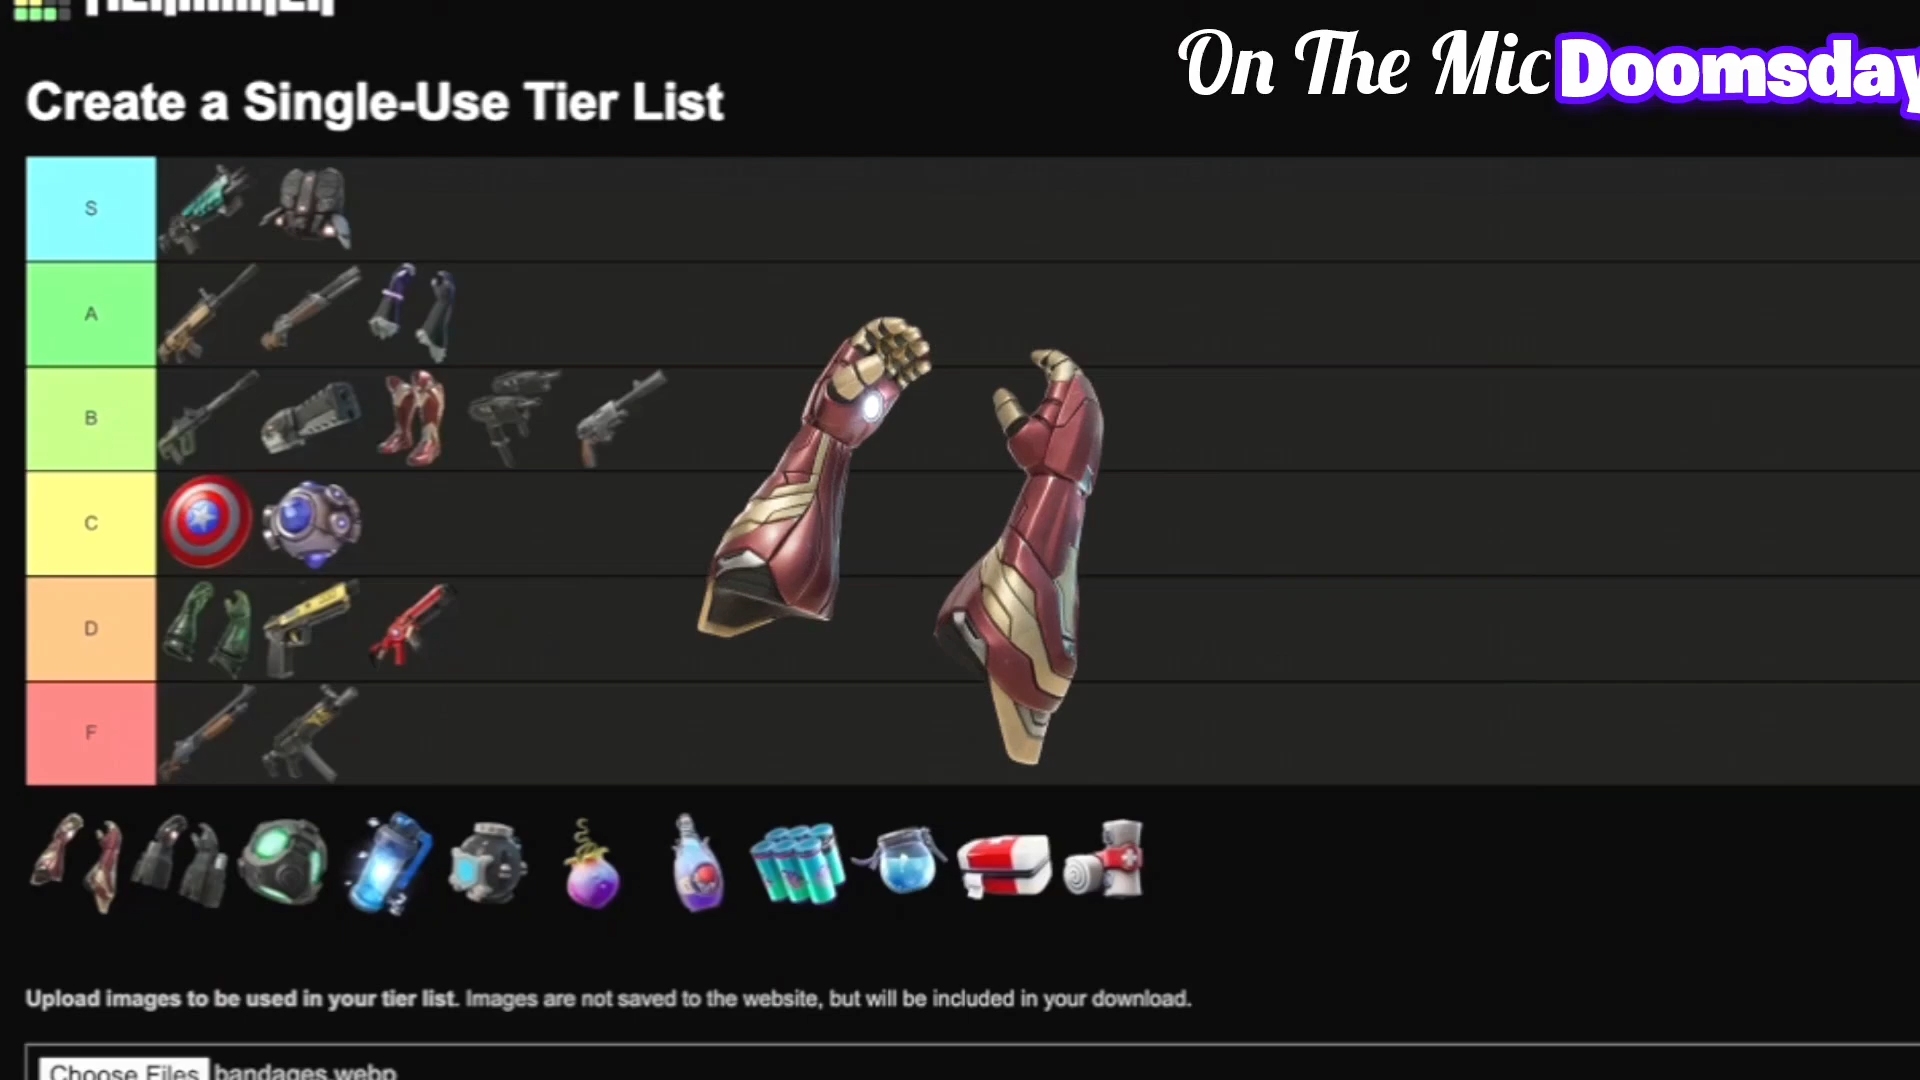 On The Mic Doomsday
Create a Single-Use Tier List
S
A
B
C
D
F
Upload images to be used in your tier list. Images are not saved to the website, but will be included in your download.
Choose Files bandages.webp